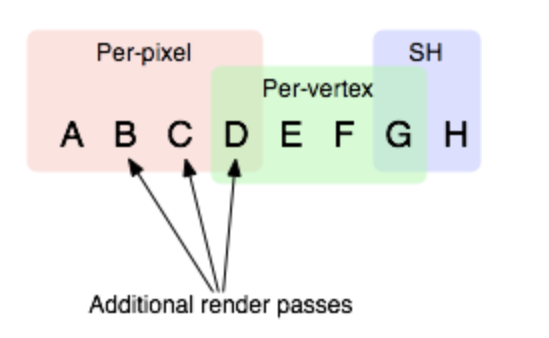 Per-pixel
SH
Per-vertex
A B C D E F G H
Additional render passes